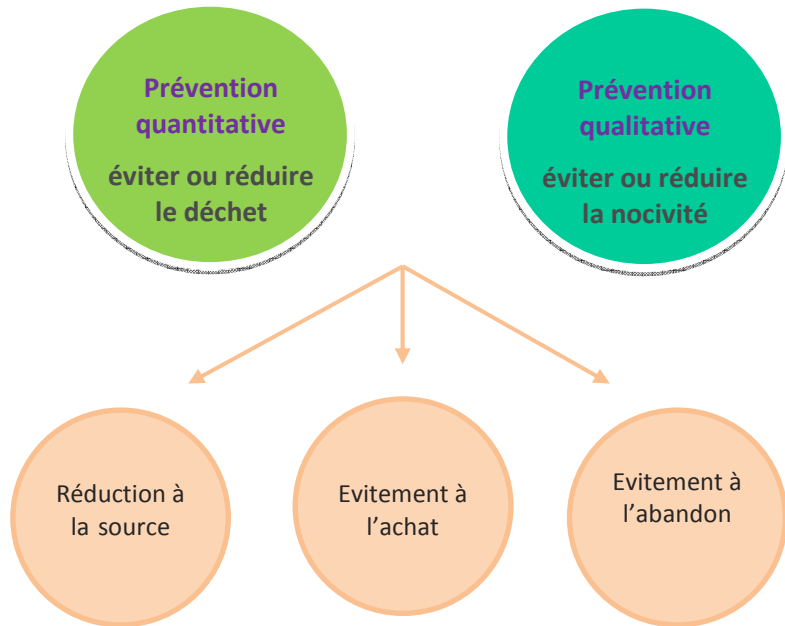 Prévention
quantitative
éviter ou réduire
le déchet
Prévention
qualitative
éviter ou réduire
la nocivité
Réduction à
la source
Evitement à
l’achat
Evitement à
l’abandon